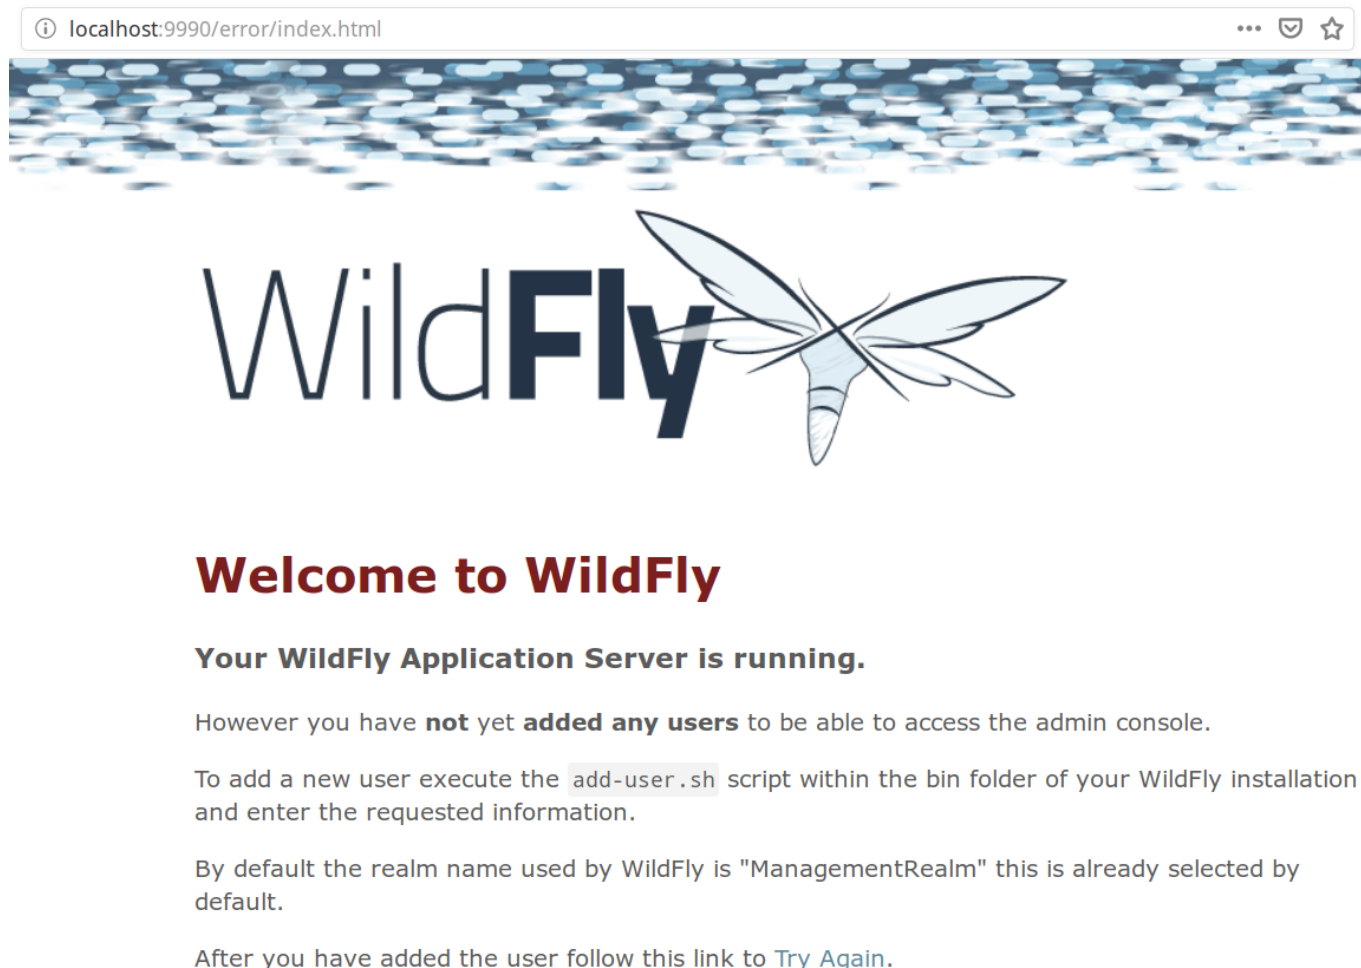 localhost:9990/error/index.html
WildFly
Welcome to WildFly
Your WildFly Application Server is running.
However you have not yet added any users to be able to access the admin console.
To add a new user execute the add-user.sh script within the bin folder of your WildFly installation
and enter the requested information.
By default the realm name used by WildFly is "ManagementRealm" this is already selected by
default.
After you have added the user follow this link to Try Again.